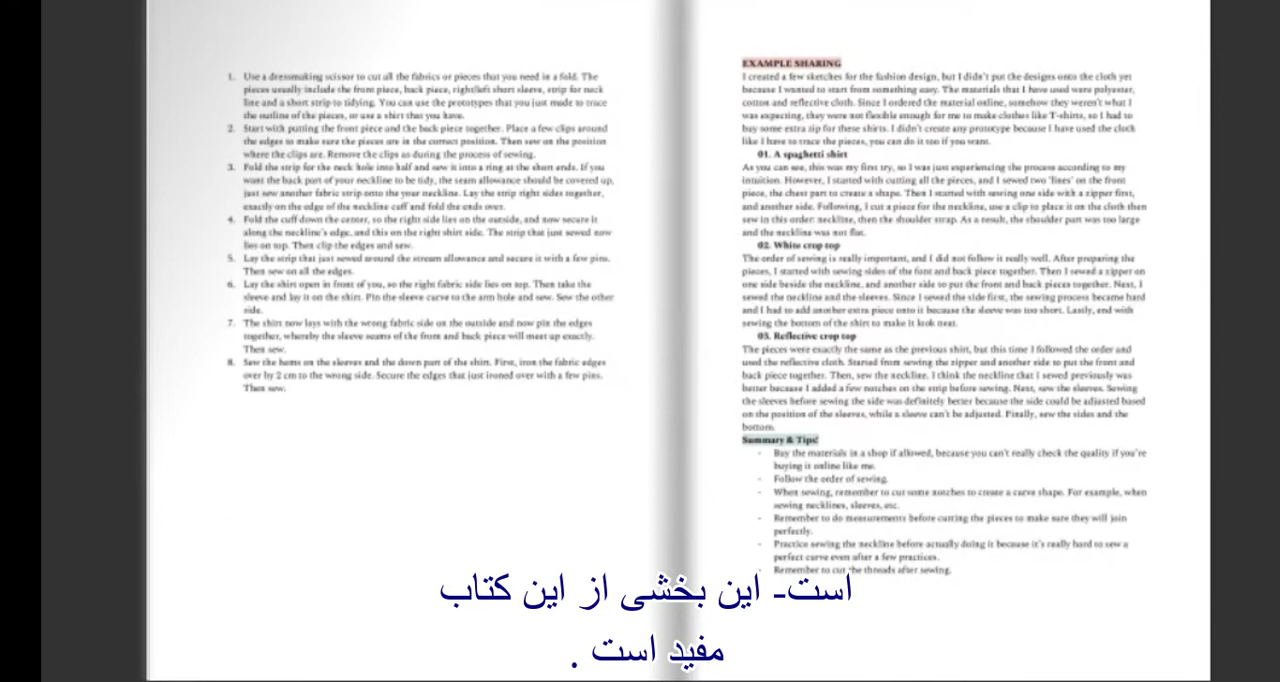 1. Use a dressmaking scissor to cut all the fabrics or pieces that you need in a fold. The
pieces usually include the front piece, back piece, right/left short sleeve, strip for neck
line and a short strip to tidying. You can use the prototypes that you just made to trace
the outline of the pieces, or use a shirt that you have.
2. Start with putting the front piece and the back piece together. Place a few clips around
the edges to make sure the pieces are in the correct position. Then sew on the position
where the clips are. Remove the clips as during the process of sewing.
3. Fold the strip for the neck hole into half and sew it into a ring at the short ends. If you
want the back part of your neckline to be tidy, the seam allowance should be covered up,
just sew another fabric strip onto the your neckline. Lay the strip right sides together,
exactly on the edge of the neckline cuff and fold the ends over.
4. Fold the cuff down the center, so the right side lies on the outside, and now secure it
along the neckline's edge, and this on the right shirt side. The strip that just sewed now
lies on top. Then clip the edges and sew.
5. Lay the strip that just sewed around the stream allowance and secure it with a few pins.
Then sew on all the edges.
6. Lay the shirt open in front of you, so the right fabric side lies on top. Then take the
sleeve and lay it on the shirt. Pin the sleeve curve to the arm hole and sew. Sew the other
side.
7. The shirt now lays with the wrong fabric side on the outside and now pin the edges
together, whereby the sleeve seams of the front and back piece will meet up exactly.
Then sew.
8. Sew the hems on the sleeves and the down part of the shirt. First, iron the fabric edges
over by 2 cm to the wrong side. Secure the edges that just ironed over with a few pins.
Then sew.
EXAMPLE SHARING
I created a few sketches for the fashion design, but I didn't put the designs onto the cloth yet
because I wanted to start from something easy. The materials that I have used were polyester,
cotton and reflective cloth. Since I ordered the material online, somehow they weren't what I
was expecting, they were not flexible enough for me to make clothes like T-shirts, so I had to
buy some extra zip for these shirts. I didn't create any prototype because I have used the cloth
like I have to trace the pieces, you can do it too if you want.
01. A spaghetti shirt
As you can see, this was my first try, so I was just experiencing the process according to my
intuition. However, I started with cutting all the pieces, and I sewed two 'lines' on the front
piece, the chest part to create a shape. Then I started with sewing one side with a zipper first,
and another side. Following, I cut a piece for the neckline, use a clip to place it on the cloth then
sew in this order: neckline, then the shoulder strap. As a result, the shoulder part was too large
and the neckline was not flat.
02. White crop top
The order of sewing is really important, and I did not follow it really well. After preparing the
pieces, I started with sewing sides of the font and back piece together. Then I sewed a zipper on
one side beside the neckline, and another side to put the front and back pieces together. Next, I
sewed the neckline and the sleeves. Since I sewed the side first, the sewing process became hard
and I had to add another extra piece onto it because the sleeve was too short. Lastly, end with
sewing the bottom of the shirt to make it look neat.
03. Reflective crop top
The pieces were exactly the same as the previous shirt, but this time I followed the order and
used the reflective cloth. Started from sewing the zipper and another side to put the front and
back piece together. Then, sew the neckline. I think the neckline that I sewed previously was
better because I added a few notches on the strip before sewing. Next, sew the sleeves. Sewing
the sleeves before sewing the side was definitely better because the side could be adjusted based
on the position of the sleeves, while a sleeve can't be adjusted. Finally, sew the sides and the
bottom.
Summary & Tips!
- Buy the materials in a shop if allowed, because you can't really check the quality if you're
buying it online like me.
- Follow the order of sewing.
- When sewing, remember to cut some notches to create a curve shape. For example, when
sewing necklines, sleeves, etc.
- Remember to do measurements before cutting the pieces to make sure they will join
perfectly.
- Practice sewing the neckline before actually doing it because it's really hard to sew a
perfect curve even after a few practices.
- Remember to cut the threads after sewing.
است- این بخشی از این کتاب
مفید است .